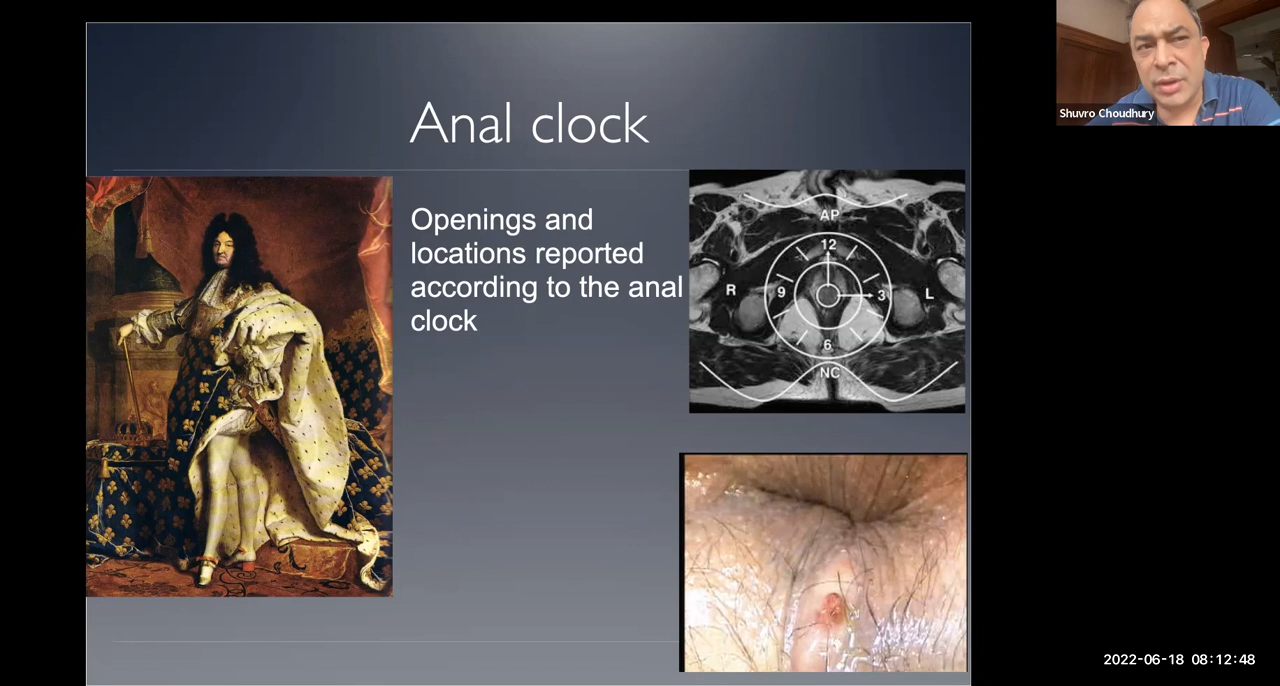 Anal clock
Openings and
locations reported
according to the anal
clock
AP
12
R
9
3
L
6
NC
Shuvro Choudhury
2022-06-18 08:12:48